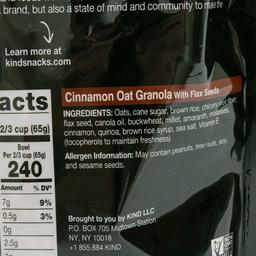 brand, but also a state of mind and community to make the
Learn more at
kindsnacks.com
acts
2/3 cup (65g)
Bowl
Per 2/3 cup (65g)
240
Amount % DV*
7g 9%
0.5g 3%
0g
2.5g
Cinnamon Oat Granola with Flax Seeds
INGREDIENTS: Oats, cane sugar, brown rice, chicory root fiber,
flax seed, canola oil, buckwheat, millet, amaranth, molasses,
cinnamon, quinoa, brown rice syrup, sea salt, Vitamin E
(tocopherols to maintain freshness).
Allergen Information: May contain peanuts, tree nuts, soy,
and sesame seeds.
Brought to you by KIND LLC
P.O. BOX 705 Midtown Station
NY, NY 10018
+1 855.884.KIND